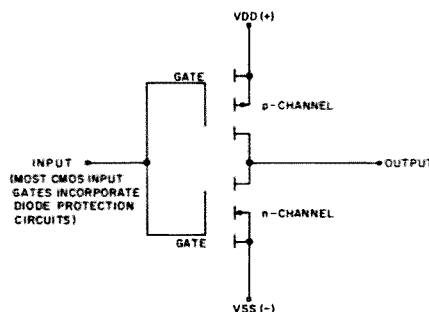 VDD (+)
GATE
p-CHANNEL
INPUT
(MOST CMOS INPUT
GATES INCORPORATE
DIODE PROTECTION
CIRCUITS)
OUTPUT
n-CHANNEL
GATE
VSS (-)